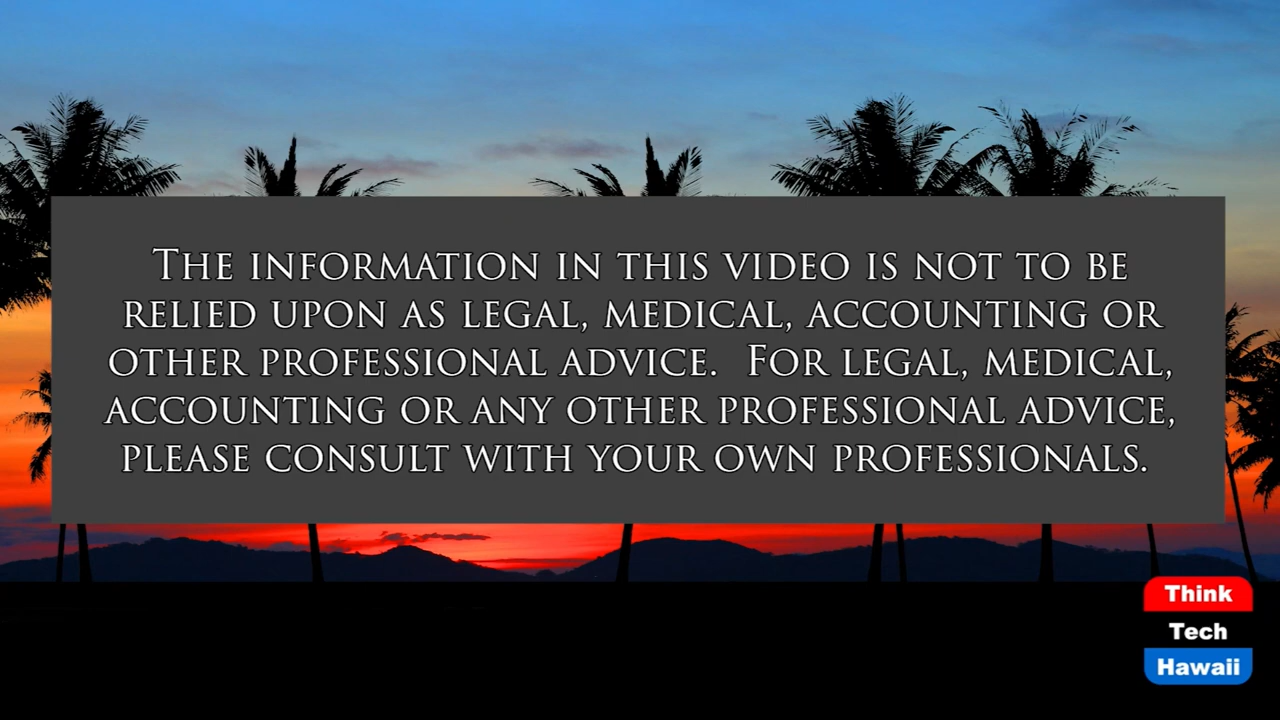 The information in this video is not to be
relied upon as legal, medical, accounting or
other professional advice.  For legal, medical,
accounting or any other professional advice,
please consult with your own professionals.
Think
Tech
Hawaii